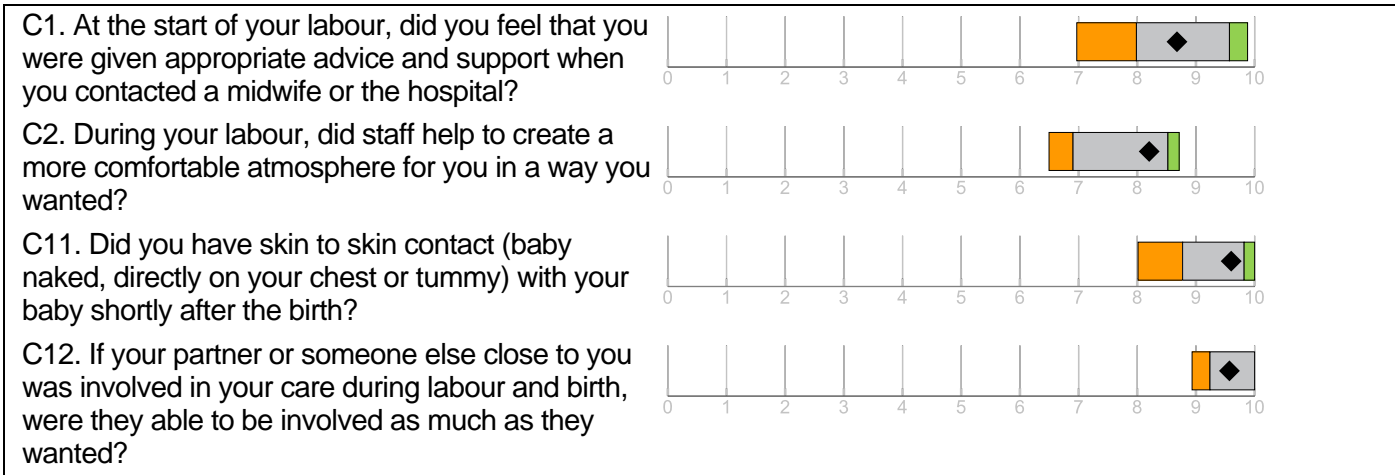 C1. At the start of your labour, did you feel that you
were given appropriate advice and support when
you contacted a midwife or the hospital?
0 1 2 3 4 5 6 7 8 9 10
C2. During your labour, did staff help to create a
more comfortable atmosphere for you in a way you
wanted?
0 1 2 3 4 5 6 7 8 9 10
C11. Did you have skin to skin contact (baby
naked, directly on your chest or tummy) with your
baby shortly after the birth?
0 1 2 3 4 5 6 7 8 9 10
C12. If your partner or someone else close to you
was involved in your care during labour and birth,
were they able to be involved as much as they
wanted?
0 1 2 3 4 5 6 7 8 9 10